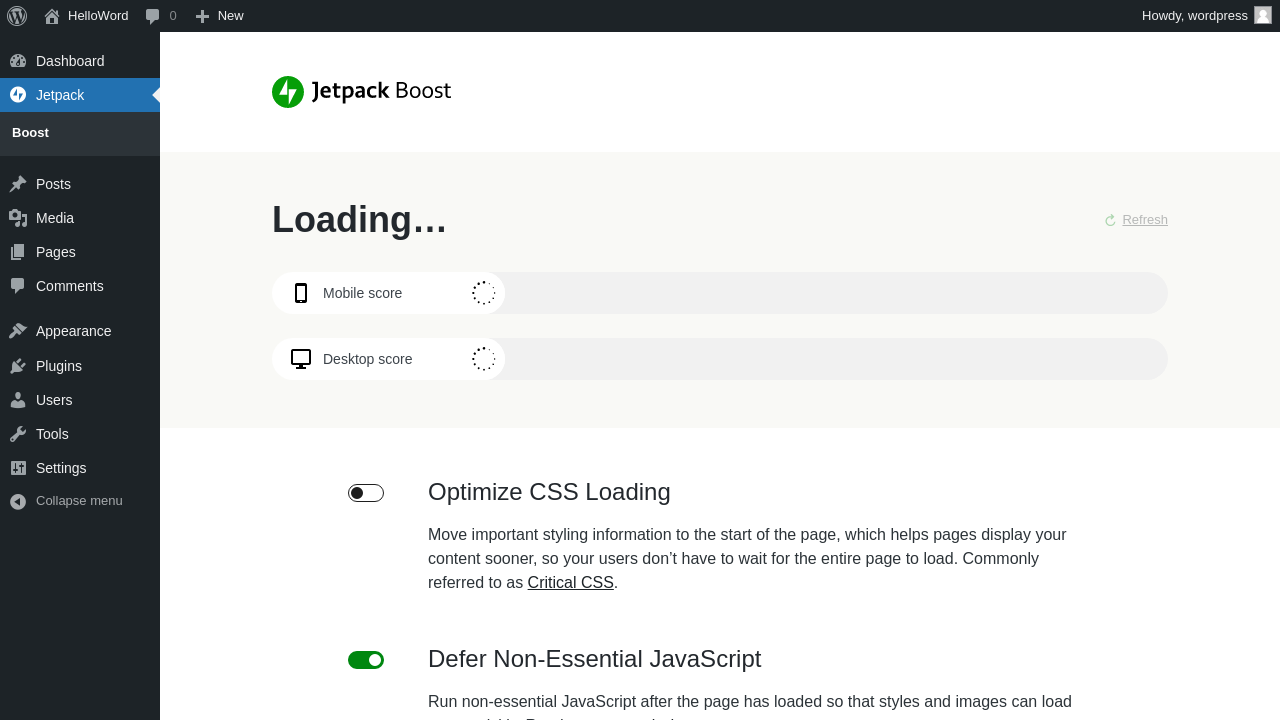 HelloWord
0
New
Howdy, wordpress
Dashboard
Jetpack
Boost
Posts
Media
Pages
Comments
Appearance
Plugins
Users
Tools
Settings
Collapse menu
Jetpack Boost
Loading…
Refresh
Mobile score
Desktop score
Optimize CSS Loading
Move important styling information to the start of the page, which helps pages display your
content sooner, so your users don’t have to wait for the entire page to load. Commonly
referred to as Critical CSS.
Defer Non-Essential JavaScript
Run non-essential JavaScript after the page has loaded so that styles and images can load